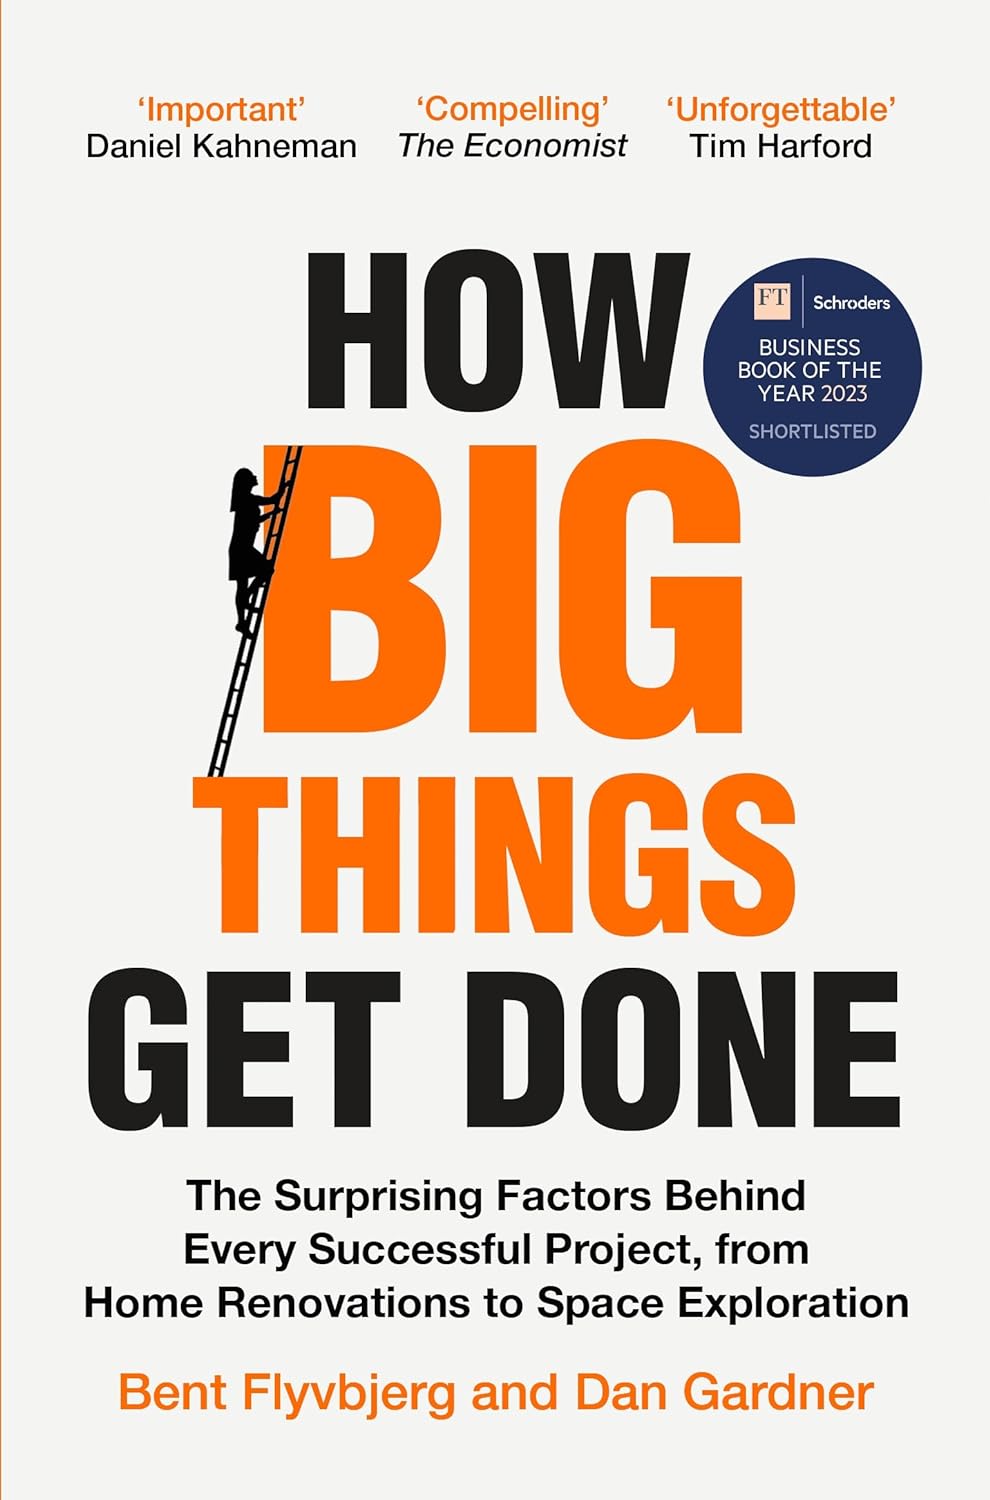 ‘Important’
Daniel Kahneman
‘Compelling’
The Economist
‘Unforgettable’
Tim Harford
HOW
FT
Schroders
BUSINESS
BOOK OF THE
YEAR 2023
SHORTLISTED
BIG
THINGS
GET DONE
The Surprising Factors Behind
Every Successful Project, from
Home Renovations to Space Exploration
Bent Flyvbjerg and Dan Gardner